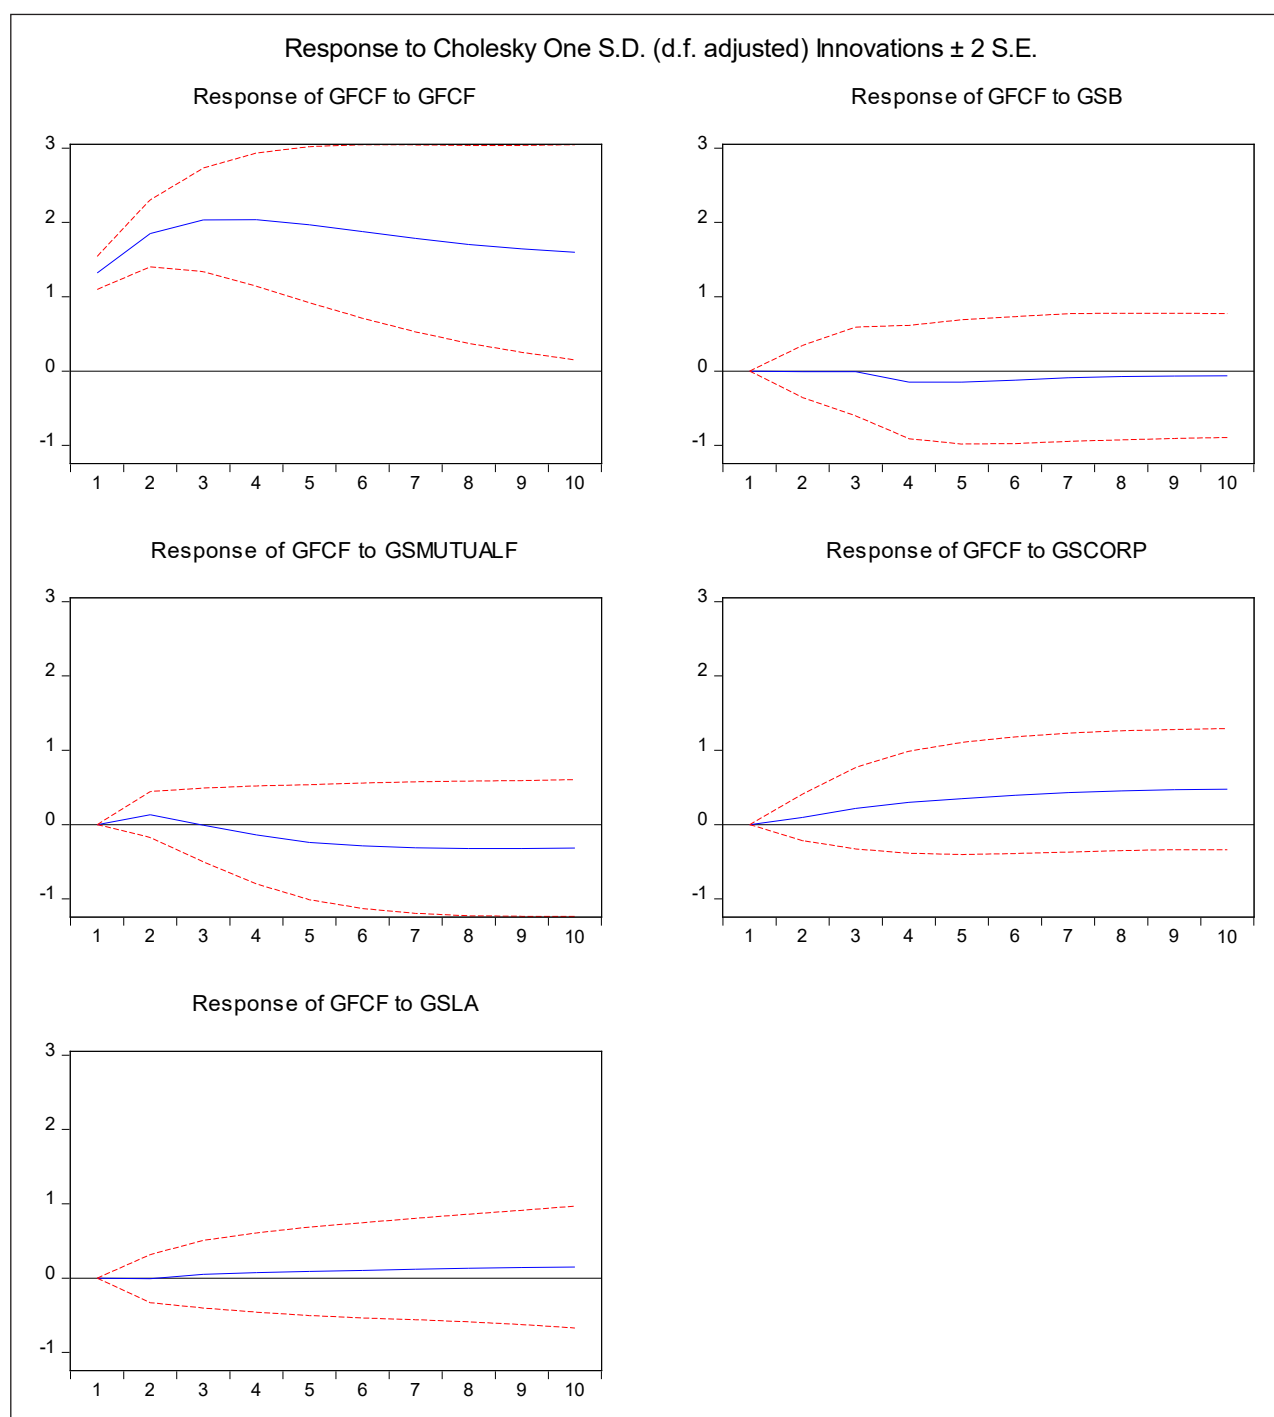 Response to Cholesky One S.D. (d.f. adjusted) Innovations ± 2 S.E.
Response of GFCF to GFCF
3
2
1
0
-1
1 2 3 4 5 6 7 8 9 10
Response of GFCF to GSB
3
2
1
0
-1
1 2 3 4 5 6 7 8 9 10
Response of GFCF to GSMUTUALF
3
2
1
0
-1
1 2 3 4 5 6 7 8 9 10
Response of GFCF to GSCORP
3
2
1
0
-1
1 2 3 4 5 6 7 8 9 10
Response of GFCF to GSLA
3
2
1
0
-1
1 2 3 4 5 6 7 8 9 10